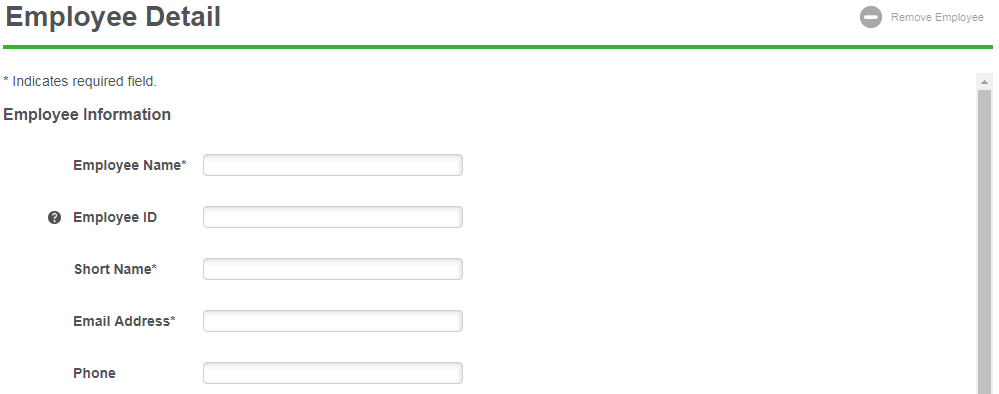 Employee Detail
Remove Employee
* Indicates required field.
Employee Information
Employee Name*
? Employee ID
Short Name*
Email Address*
Phone